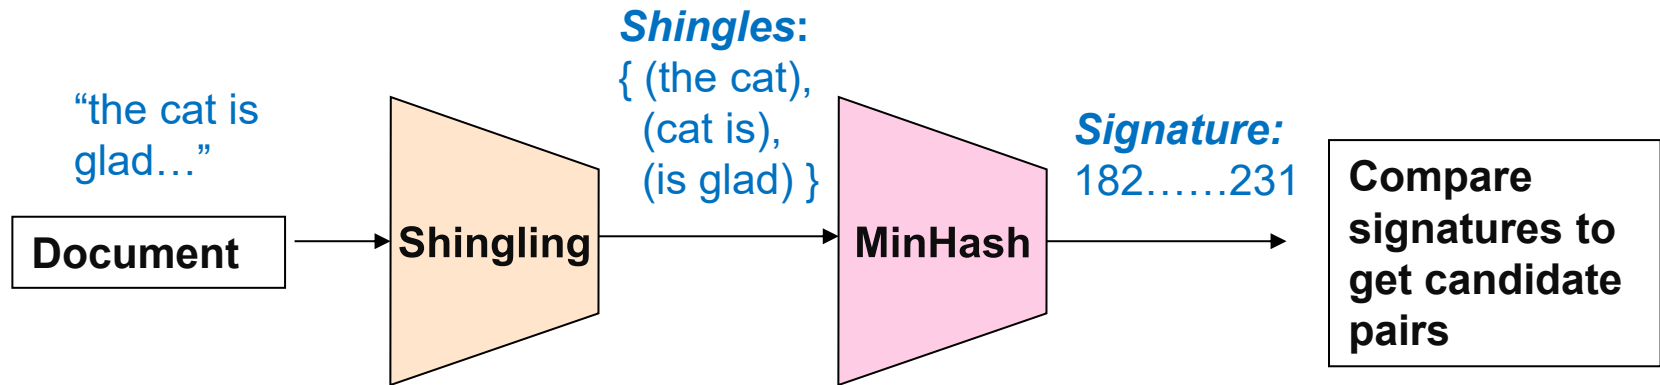 “the cat is
glad…”
Document
Shingling
Shingles:
{ (the cat),
(cat is),
(is glad) }
MinHash
Signature:
182……231
Compare
signatures to
get candidate
pairs